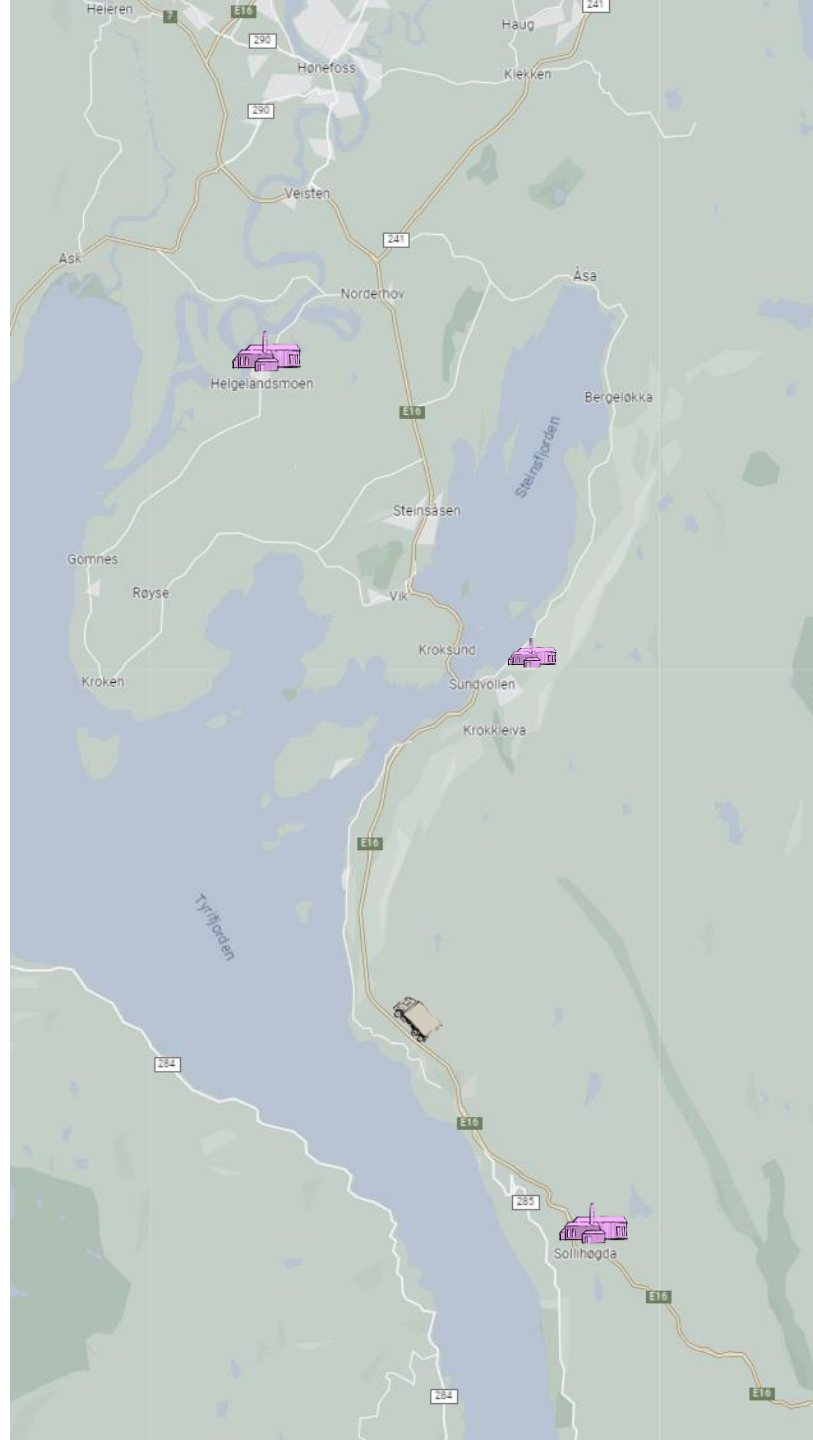 Heieren
7
E16
241
Haug
290
Hønefoss
Klekken
290
Veisten
241
Ask
Åsa
Norderhov
Helgelandsmoen
Bergeløkka
E16
Steinsfjorden
Steinsåsen
Gomnes
Røyse
Vik
Kroksund
Kroken
Sundvollen
Krokkleiva
E16
Tyrifjorden
284
E16
285
Sollihøgda
E16
284
E16